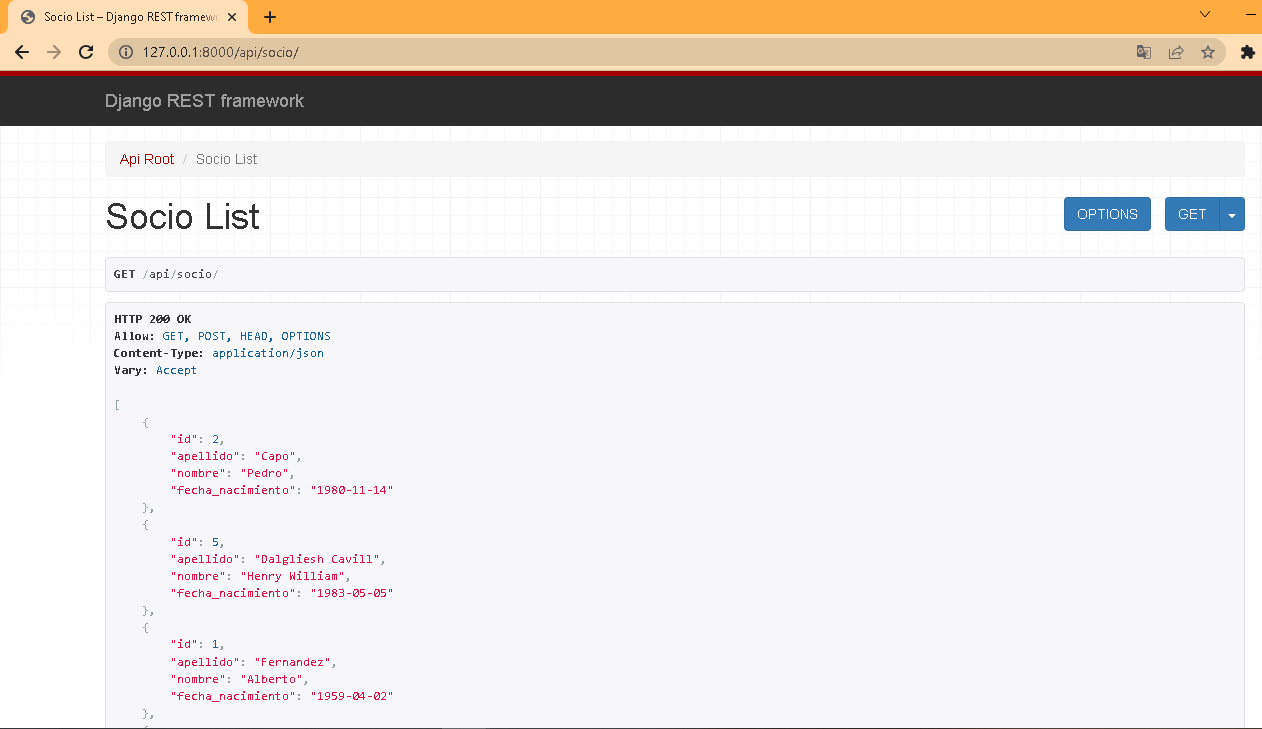 Socio List – Django REST framewo
127.0.0.1:8000/api/socio/
Django REST framework
Api Root / Socio List
Socio List
OPTIONS
GET
GET /api/socio/
HTTP 200 OK
Allow: GET, POST, HEAD, OPTIONS
Content-Type: application/json
Vary: Accept
[
    {
        "id": 2,
        "apellido": "Capo",
        "nombre": "Pedro",
        "fecha_nacimiento": "1980-11-14"
    },
    {
        "id": 5,
        "apellido": "Dalgliesh Cavill",
        "nombre": "Henry William",
        "fecha_nacimiento": "1983-05-05"
    },
    {
        "id": 1,
        "apellido": "Fernandez",
        "nombre": "Alberto",
        "fecha_nacimiento": "1959-04-02"
    },